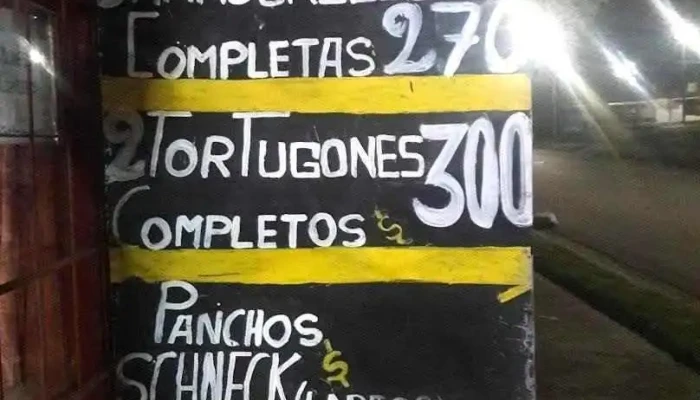 COMPLETAS 270
2 TORTUGONES 300
COMPLETOS $
PANCHOS
SCHNECK $